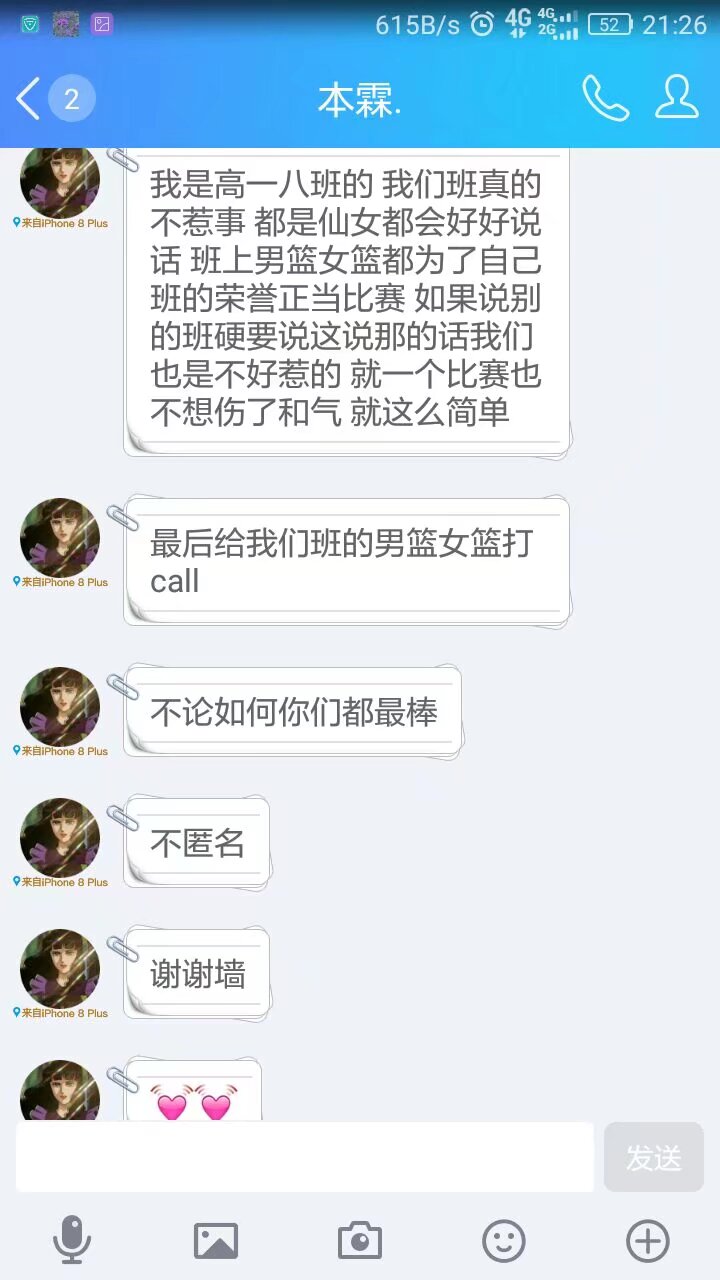 615B/s 4G 4G 2G 52 21:26
2 本霖.
我是高一八班的 我们班真的
不惹事 都是仙女都会好好说
话 班上男篮女篮都为了自己
班的荣誉正当比赛 如果说别
的班硬要说这说那的话我们
也是不好惹的 就一个比赛也
不想伤了和气 就这么简单
来自iPhone 8 Plus
最后给我们班的男篮女篮打
call
来自iPhone 8 Plus
不论如何你们都最棒
来自iPhone 8 Plus
不匿名
来自iPhone 8 Plus
谢谢墙
来自iPhone 8 Plus
发送